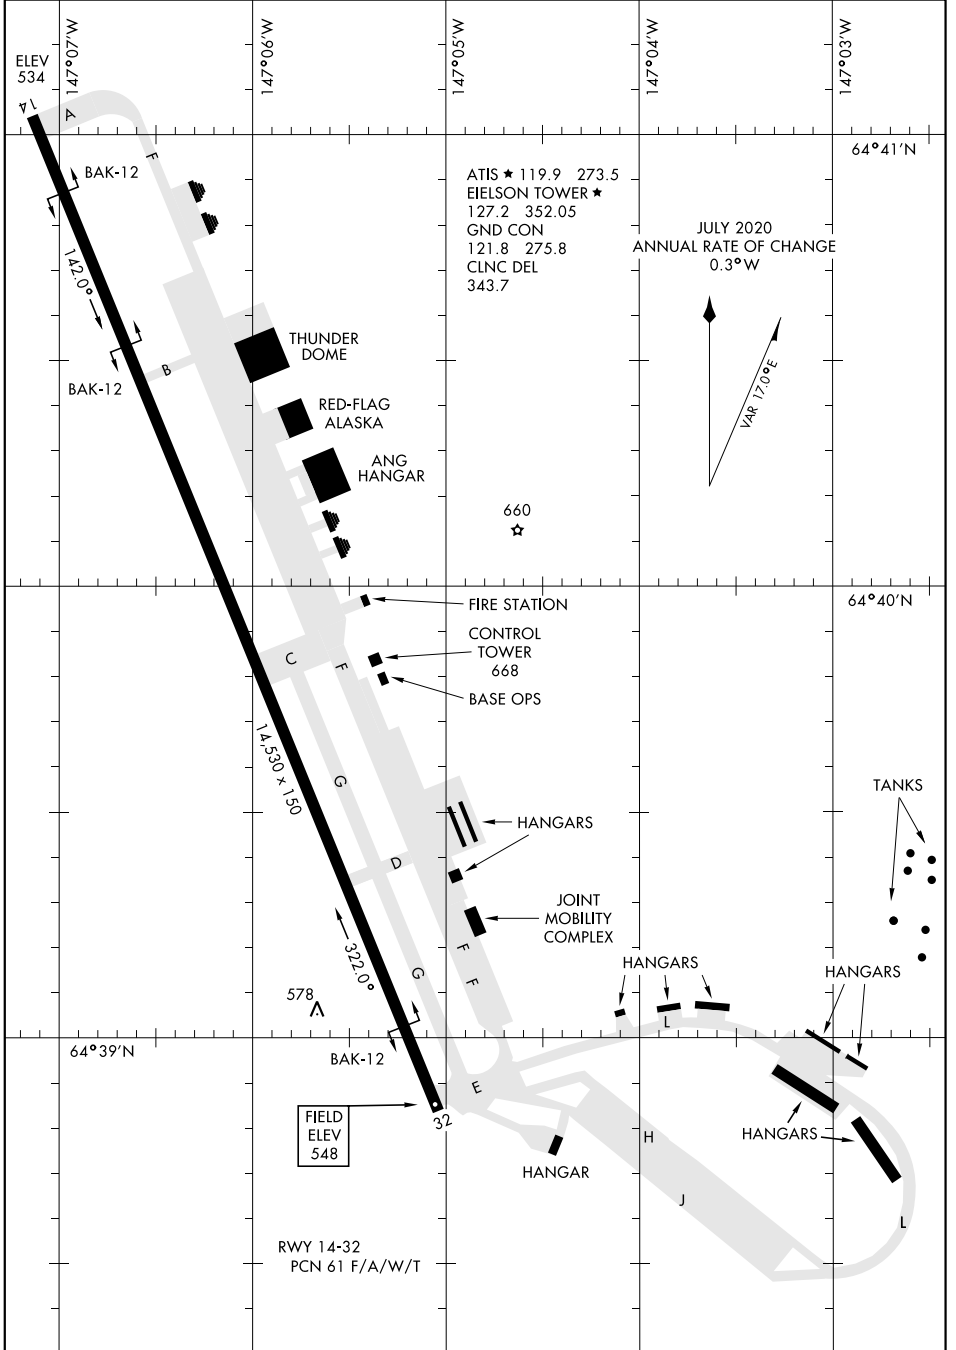 147°07'W
147°06'W
147°05'W
147°04'W
147°03'W
ELEV
534
14
A
64°41'N
F
BAK-12
ATIS ★ 119.9 273.5
EIELSON TOWER ★
127.2 352.05
GND CON
121.8 275.8
CLNC DEL
343.7
JULY 2020
ANNUAL RATE OF CHANGE
0.3°W
142.0°
VAR 17.0°E
THUNDER
DOME
B
BAK-12
RED-FLAG
ALASKA
ANG
HANGAR
660
64°40'N
FIRE STATION
CONTROL
TOWER
668
C
F
BASE OPS
14,530 x 150
G
TANKS
HANGARS
D
JOINT
MOBILITY
COMPLEX
322.0°
F
F
G
HANGARS
HANGARS
578
L
64°39'N
BAK-12
E
FIELD
ELEV
548
32
H
HANGARS
HANGAR
J
L
RWY 14-32
PCN 61 F/A/W/T